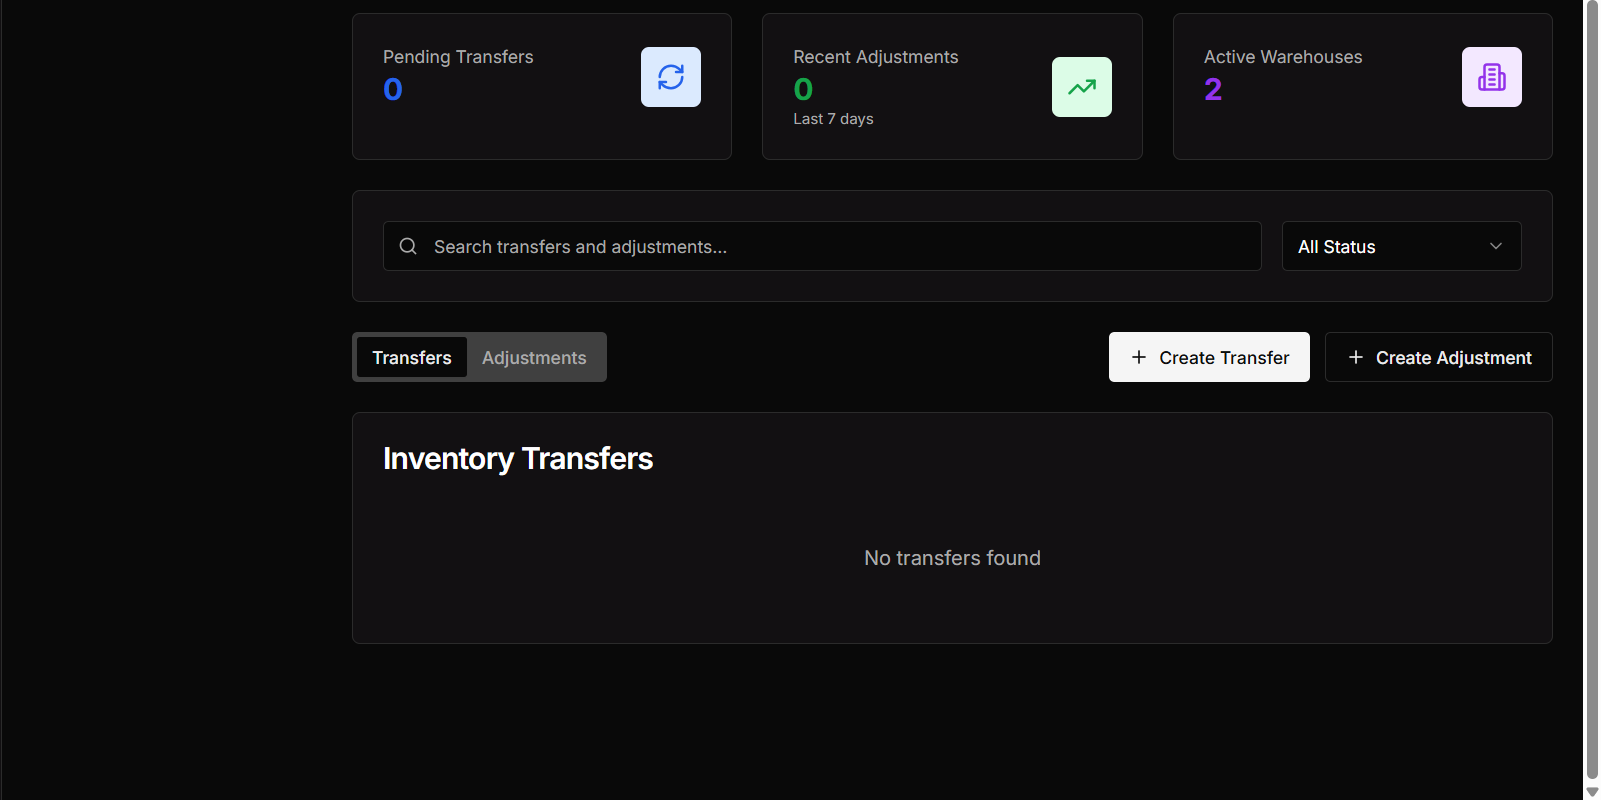 Pending Transfers
0
Recent Adjustments
0
Last 7 days
Active Warehouses
2
Search transfers and adjustments...
All Status
Transfers
Adjustments
Create Transfer
Create Adjustment
Inventory Transfers
No transfers found